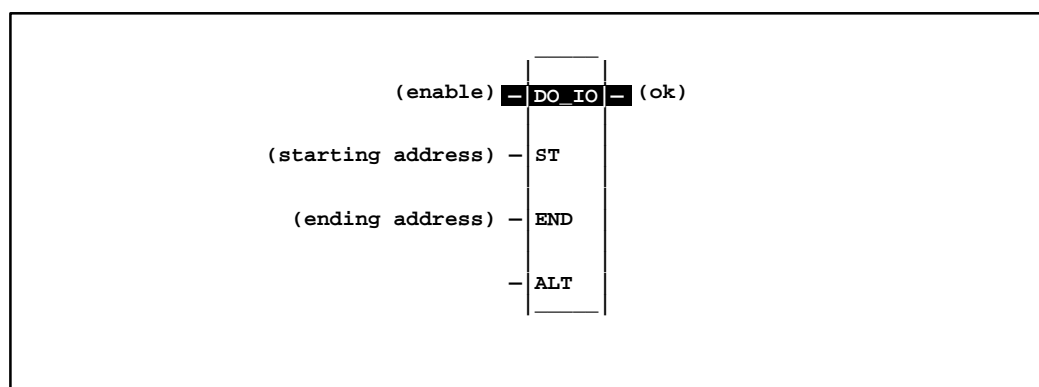 (enable) DO_IO (ok)
(starting address) ST
(ending address) END
ALT